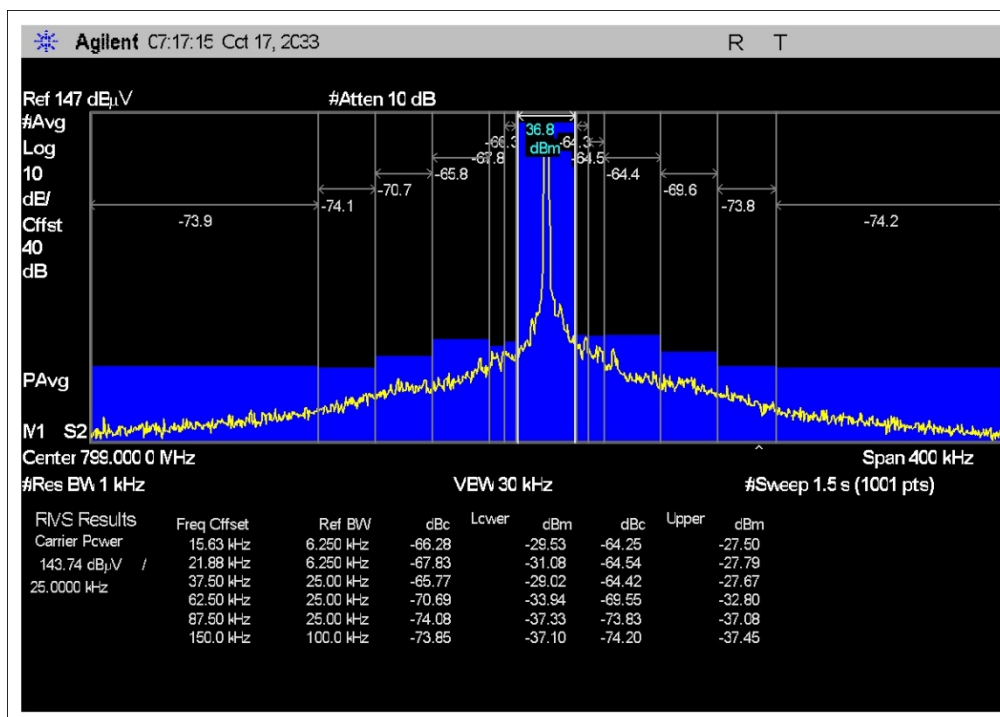 Agilent 07:17:15 Oct 17, 2033 R T
Ref 147 dBµV #Atten 10 dB
#Avg
Log
10
dB/
Offst
40
dB
36.8
dBm
-66.3
-64.3
-67.8
-64.5
-65.8
-64.4
-70.7
-69.6
-74.1
-73.8
-73.9
-74.2
PAvg
M1 S2
Center 799.000 0 MHz Span 400 kHz
#Res BW 1 kHz VBW 30 kHz #Sweep 1.5 s (1001 pts)
RMS Results Freq Offset Ref BW dBc Lower dBm dBc Upper dBm
Carrier Power 15.63 kHz 6.250 kHz -66.28 -29.53 -64.25 -27.50
143.74 dBµV / 21.88 kHz 6.250 kHz -67.83 -31.08 -64.54 -27.79
25.0000 kHz 37.50 kHz 25.00 kHz -65.77 -29.02 -64.42 -27.67
62.50 kHz 25.00 kHz -70.69 -33.94 -69.55 -32.80
87.50 kHz 25.00 kHz -74.08 -37.33 -73.83 -37.08
150.0 kHz 100.0 kHz -73.85 -37.10 -74.20 -37.45